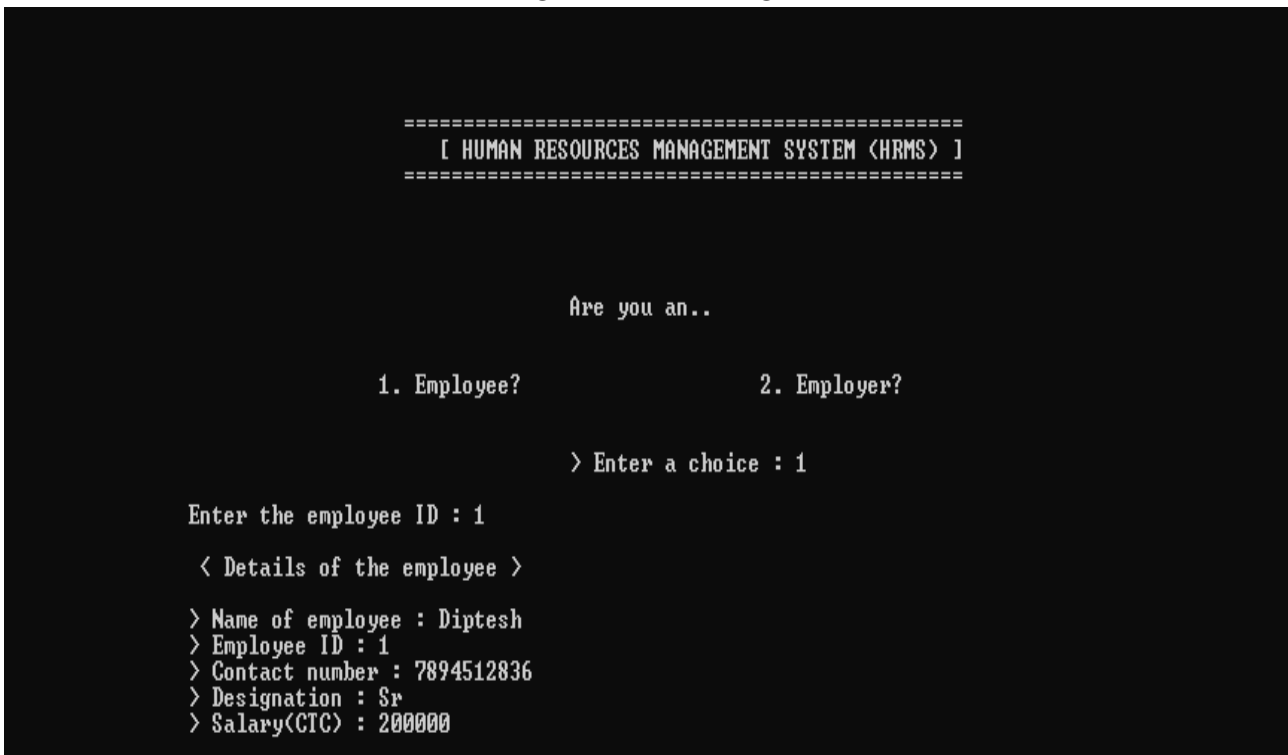 ===============================================
[ HUMAN RESOURCES MANAGEMENT SYSTEM (HRMS) ]
===============================================
Are you an..
1. Employee? 2. Employer?
> Enter a choice : 1
Enter the employee ID : 1
< Details of the employee >
> Name of employee : Diptesh
> Employee ID : 1
> Contact number : 7894512836
> Designation : Sr
> Salary(CTC) : 200000